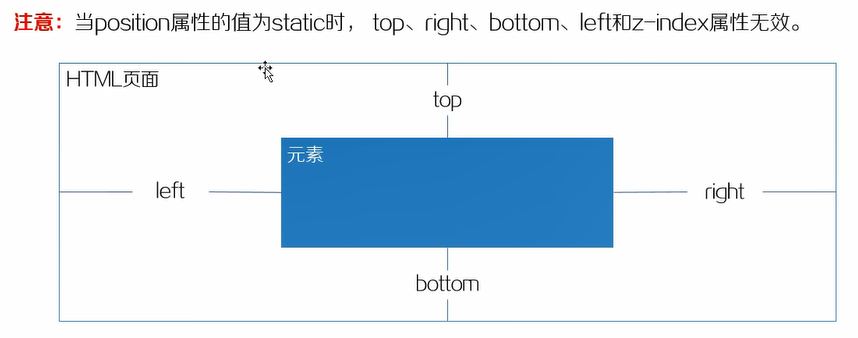 注意：当position属性的值为static时， top、right、bottom、left和z-index属性无效。
HTML页面
top
元素
left
right
bottom